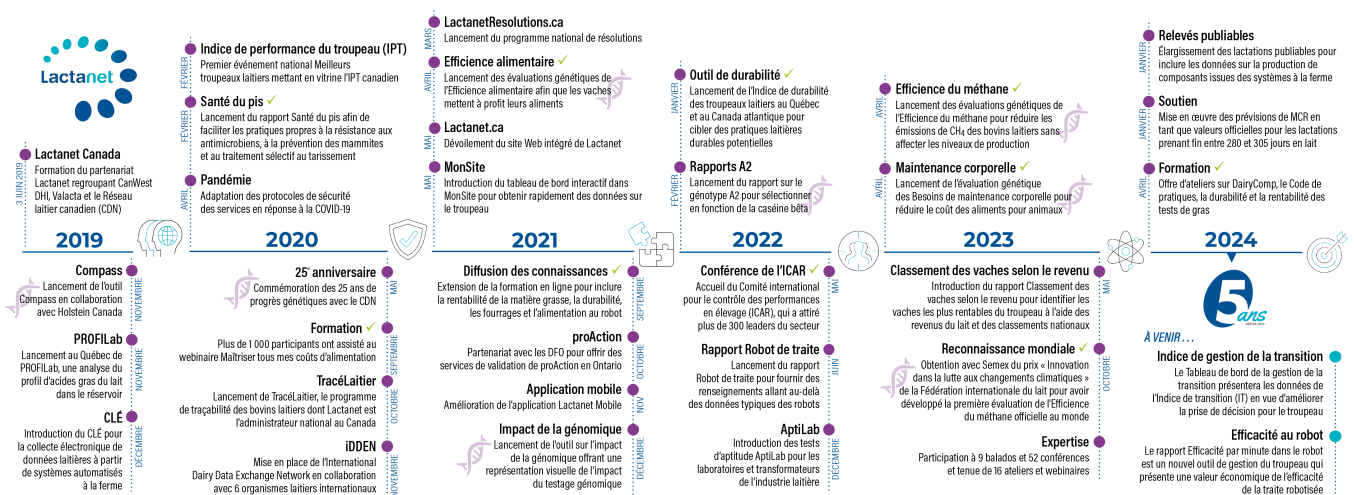 Lactanet
3 JUIN 2019
Lactanet Canada
Formation du partenariat
Lactanet regroupant CanWest
DHI, Valacta et le Réseau
laitier canadien (CDN)
2019
Compass
Lancement de l'outil
Compass en collaboration
avec Holstein Canada
NOVEMBRE
PROFILab
Lancement au Québec de
PROFILab, une analyse du
profil d'acides gras du lait
dans le réservoir
NOVEMBRE
CLÉ
Introduction du CLÉ pour
la collecte électronique de
données laitières à partir
de systèmes automatisés
à la ferme
DÉCEMBRE
FÉVRIER
Indice de performance du troupeau (IPT)
Premier événement national Meilleurs
troupeaux laitiers mettant en vitrine l'IPT canadien
FÉVRIER
Santé du pis ✓
Lancement du rapport Santé du pis afin de
faciliter les pratiques propres à la résistance aux
antimicrobiens, à la prévention des mammites
et au traitement sélectif au tarissement
AVRIL
Pandémie
Adaptation des protocoles de sécurité
des services en réponse à la COVID-19
2020
25e anniversaire
Commémoration des 25 ans de
progrès génétiques avec le CDN
MAI
Formation ✓
Plus de 1 000 participants ont assisté au
webinaire Maîtriser tous mes coûts d'alimentation
SEPTEMBRE
TracéLaitier
Lancement de TracéLaitier, le programme
de traçabilité des bovins laitiers dont Lactanet est
l'administrateur national au Canada
OCTOBRE
iDDEN
Mise en place de l'International
Dairy Data Exchange Network en collaboration
avec 6 organismes laitiers internationaux
NOVEMBRE
MARS
LactanetResolutions.ca
Lancement du programme national de résolutions
AVRIL
Efficience alimentaire ✓
Lancement des évaluations génétiques de
l'Efficience alimentaire afin que les vaches
mettent à profit leurs aliments
MAI
Lactanet.ca
Dévoilement du site Web intégré de Lactanet
MAI
MonSite
Introduction du tableau de bord interactif dans
MonSite pour obtenir rapidement des données sur
le troupeau
2021
Diffusion des connaissances ✓
Extension de la formation en ligne pour inclure
la rentabilité de la matière grasse, la durabilité,
les fourrages et l'alimentation au robot
SEPTEMBRE
proAction
Partenariat avec les DFO pour offrir des
services de validation de proAction en Ontario
OCTOBRE
Application mobile
Amélioration de l'application Lactanet Mobile
NOV
Impact de la génomique
Lancement de l'outil sur l'impact
de la génomique offrant une
représentation visuelle de l'impact
du testage génomique
DÉCEMBRE
JANVIER
Outil de durabilité ✓
Lancement de l'Indice de durabilité
des troupeaux laitiers au Québec
et au Canada atlantique pour
cibler des pratiques laitières
durables potentielles
FÉVRIER
Rapports A2
Lancement du rapport sur le
génotype A2 pour sélectionner
en fonction de la caséine bêta
2022
Conférence de l'ICAR ✓
Accueil du Comité international
pour le contrôle des performances
en élevage (ICAR), qui a attiré
plus de 300 leaders du secteur
MAI
Rapport Robot de traite
Lancement du rapport
Robot de traite pour fournir des
renseignements allant au-delà
des données typiques des robots
JUIN
AptiLab
Introduction des tests
d'aptitude AptiLab pour les
laboratoires et transformateurs
de l'industrie laitière
DÉCEMBRE
AVRIL
Efficience du méthane ✓
Lancement des évaluations génétiques de
l'Efficience du méthane pour réduire les
émissions de CH4 des bovins laitiers sans
affecter les niveaux de production
AVRIL
Maintenance corporelle ✓
Lancement de l'évaluation génétique
des Besoins de maintenance corporelle pour
réduire le coût des aliments pour animaux
2023
Classement des vaches selon le revenu
Introduction du rapport Classement des
vaches selon le revenu pour identifier les
vaches les plus rentables du troupeau à l'aide des
revenus du lait et des classements nationaux
MAI
Reconnaissance mondiale ✓
Obtention avec Semex du prix « Innovation
dans la lutte aux changements climatiques »
de la Fédération internationale du lait pour avoir
développé la première évaluation de l'Efficience
du méthane officielle au monde
OCTOBRE
Expertise
Participation à 9 balados et 52 conférences
et tenue de 16 ateliers et webinaires
JANVIER
Relevés publiables
Élargissement des lactations publiables pour
inclure les données sur la production de
composants issues des systèmes à la ferme
JANVIER
Soutien
Mise en œuvre des prévisions de MCR en
tant que valeurs officielles pour les lactations
prenant fin entre 280 et 305 jours en lait
AVRIL
Formation ✓
Offre d'ateliers sur DairyComp, le Code de
pratiques, la durabilité et la rentabilité des
tests de gras
2024
5 ans
À VENIR . . .
Indice de gestion de la transition
Le Tableau de bord de la gestion de la
transition présentera les données de
l'Indice de transition (IT) en vue d'améliorer
la prise de décision pour le troupeau
Efficacité au robot
Le rapport Efficacité par minute dans le robot
est un nouvel outil de gestion du troupeau qui
présente une valeur économique de l'efficacité
de la traite robotisée